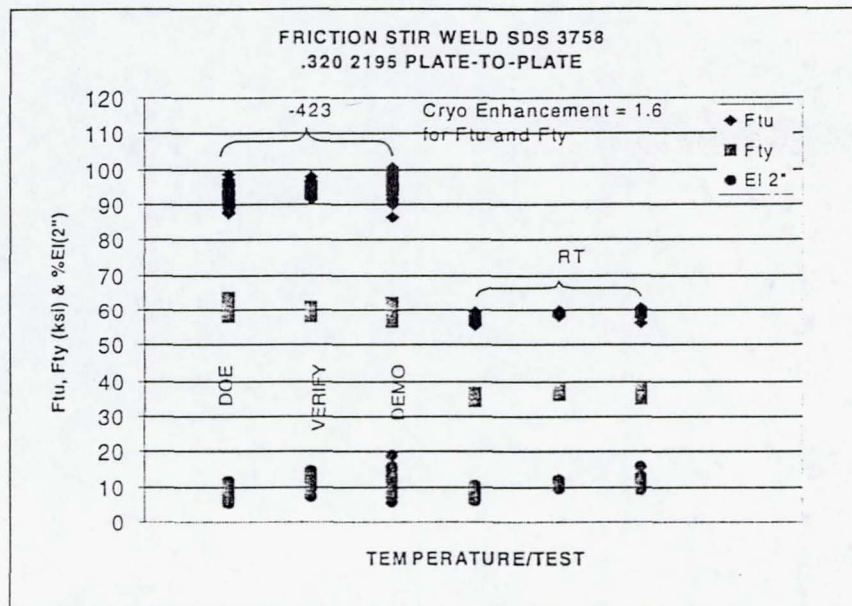 FRICTION STIR WELD SDS 3758
.320 2195 PLATE-TO-PLATE
-423
Cryo Enhancement = 1.6
for Ftu and Fty
Ftu
Fty
El 2"
RT
120
110
100
90
80
70
60
50
40
30
20
10
0
Ftu, Fty (ksi) & %El(2")
DOE
VERIFY
DEMO
TEMPERATURE/TEST